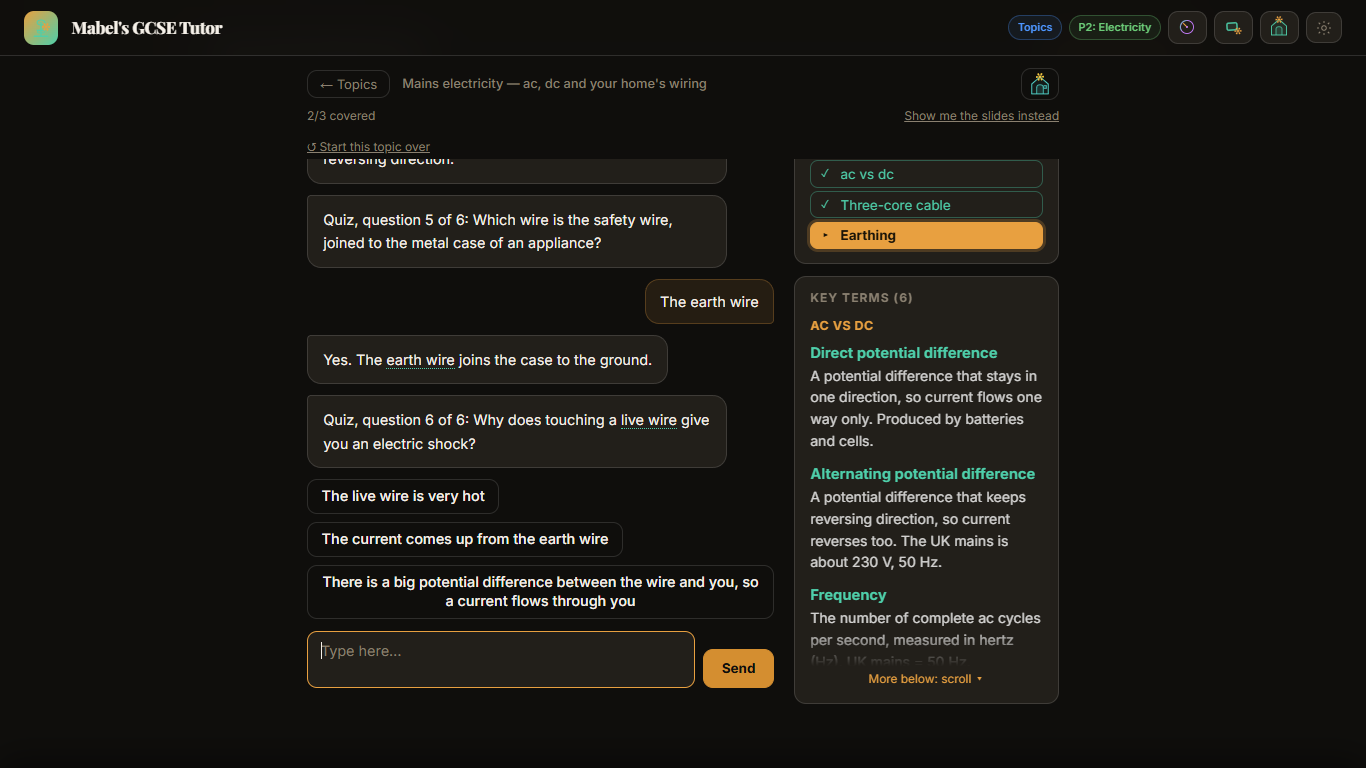 Mabel's GCSE Tutor
Topics
P2: Electricity
← Topics
Mains electricity — ac, dc and your home's wiring
2/3 covered
Show me the slides instead
↺ Start this topic over
reversing direction.
Quiz, question 5 of 6: Which wire is the safety wire,
joined to the metal case of an appliance?
The earth wire
Yes. The earth wire joins the case to the ground.
Quiz, question 6 of 6: Why does touching a live wire give
you an electric shock?
The live wire is very hot
The current comes up from the earth wire
There is a big potential difference between the wire and you, so
a current flows through you
Type here...
Send
✓ ac vs dc
✓ Three-core cable
▸ Earthing
KEY TERMS (6)
AC VS DC
Direct potential difference
A potential difference that stays in
one direction, so current flows one
way only. Produced by batteries
and cells.
Alternating potential difference
A potential difference that keeps
reversing direction, so current
reverses too. The UK mains is
about 230 V, 50 Hz.
Frequency
The number of complete ac cycles
per second, measured in hertz
(Hz). UK mains = 50 Hz.
More below: scroll ▾